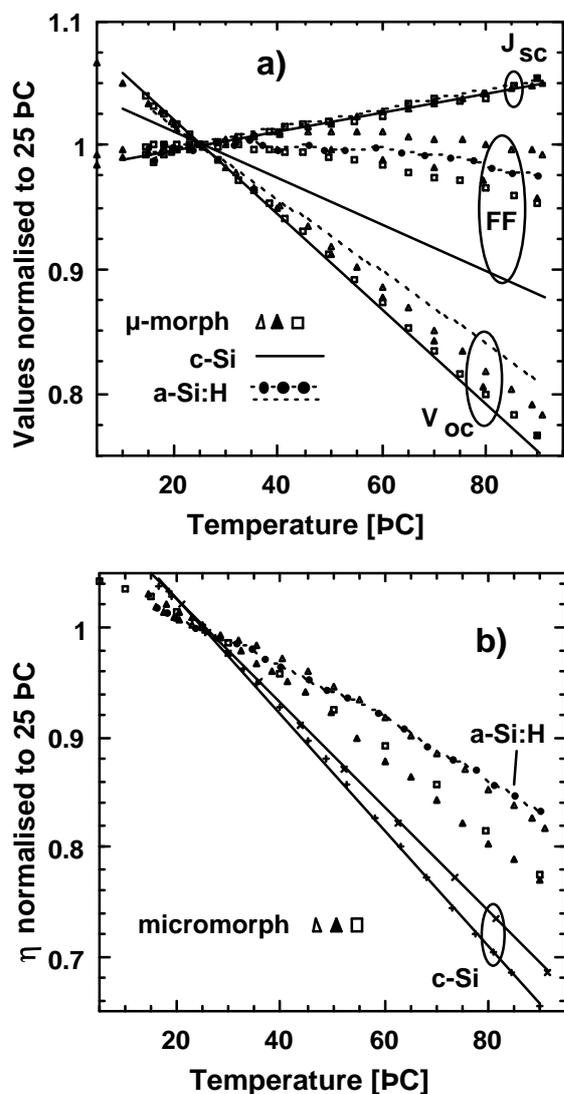 1.1
1.0
0.9
0.8
Values normalised to 25 ÞC
a)
J sc
FF
V oc
µ-morph
c-Si
a-Si:H
20 40 60 80
Temperature [ÞC]
1
0.9
0.8
0.7
η normalised to 25 ÞC
b)
a-Si:H
micromorph
c-Si
20 40 60 80
Temperature [ÞC]